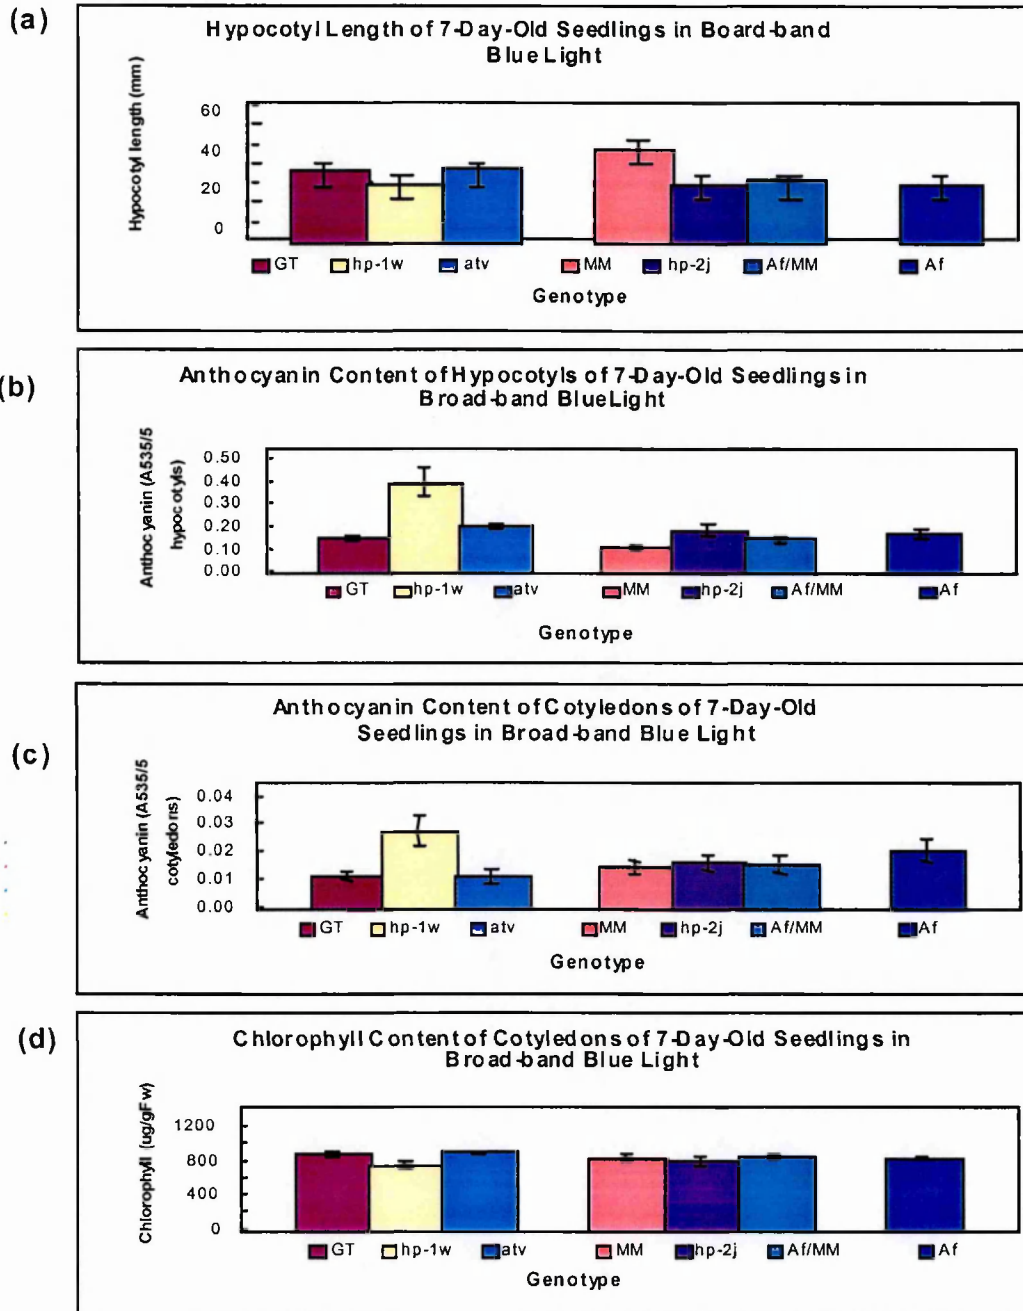 (a)
Hypocotyl Length of 7-Day-Old Seedlings in Board-band
Blue Light
Hypocotyl length (mm)
60
40
20
0
GT hp-1w atv MM hp-2j Af/MM Af
Genotype
(b)
Anthocyanin Content of Hypocotyls of 7-Day-Old Seedlings in
Broad-band Blue Light
Anthocyanin (A535/5
hypocotyls)
0.50
0.40
0.30
0.20
0.10
0.00
GT hp-1w atv MM hp-2j Af/MM Af
Genotype
(c)
Anthocyanin Content of Cotyledons of 7-Day-Old
Seedlings in Broad-band Blue Light
Anthocyanin (A535/5
cotyledons)
0.04
0.03
0.02
0.01
0.00
GT hp-1w atv MM hp-2j Af/MM Af
Genotype
(d)
Chlorophyll Content of Cotyledons of 7-Day-Old Seedlings in
Broad-band Blue Light
Chlorophyll (ug/gFw)
1200
800
400
0
GT hp-1w atv MM hp-2j Af/MM Af
Genotype